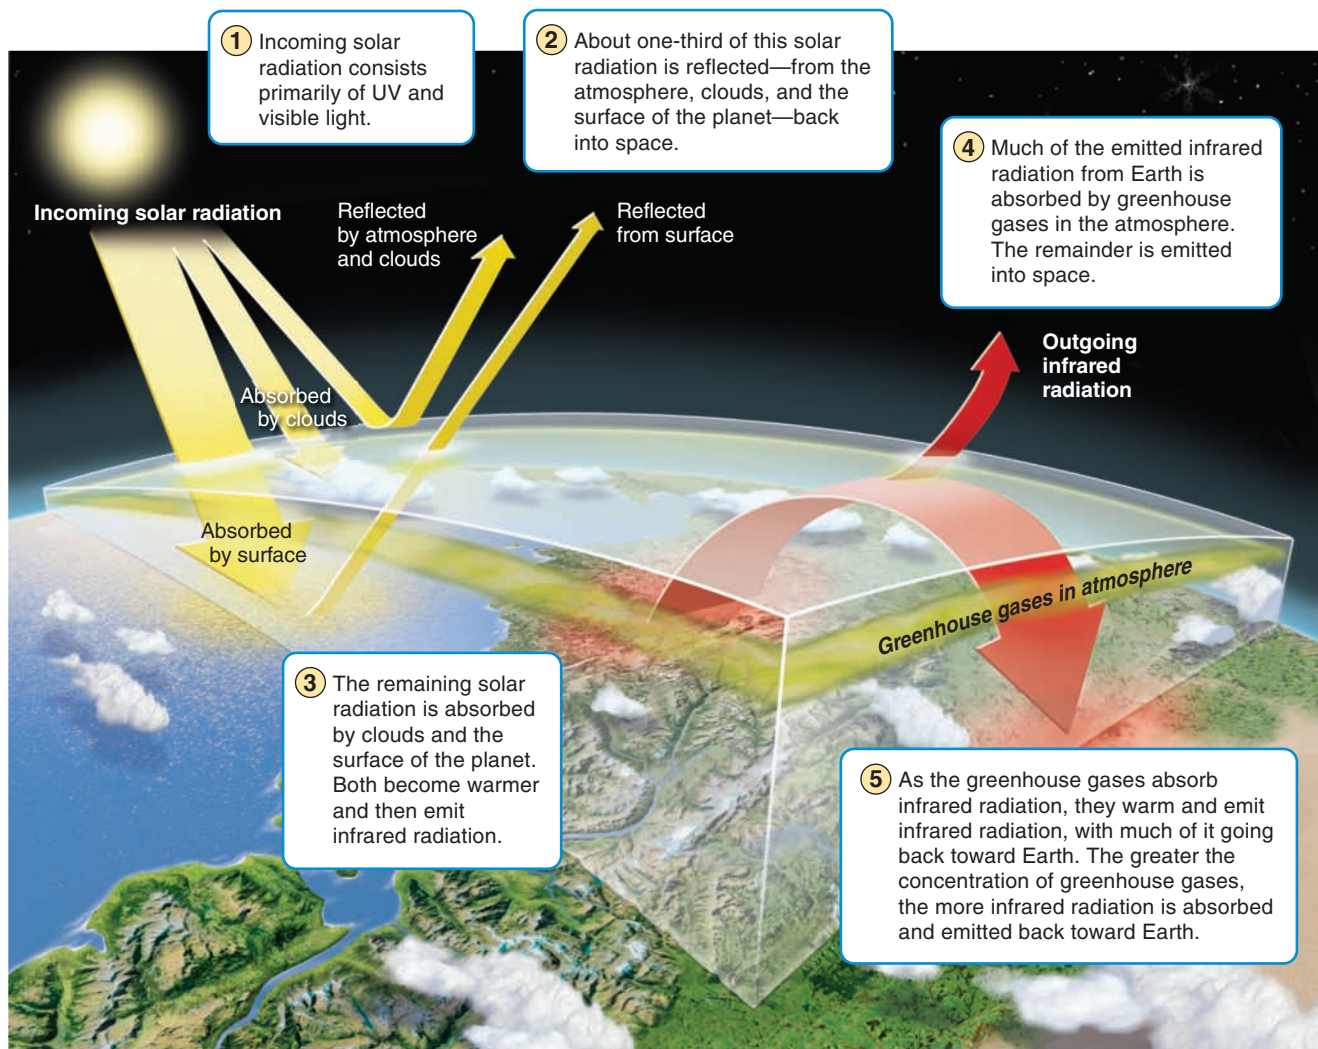 1 Incoming solar
radiation consists
primarily of UV and
visible light.
2 About one-third of this solar
radiation is reflected—from the
atmosphere, clouds, and the
surface of the planet—back
into space.
4 Much of the emitted infrared
radiation from Earth is
absorbed by greenhouse
gases in the atmosphere.
The remainder is emitted
into space.
Incoming solar radiation
Reflected
by atmosphere
and clouds
Reflected
from surface
Outgoing
infrared
radiation
Absorbed
by clouds
Absorbed
by surface
Greenhouse gases in atmosphere
3 The remaining solar
radiation is absorbed
by clouds and the
surface of the planet.
Both become warmer
and then emit
infrared radiation.
5 As the greenhouse gases absorb
infrared radiation, they warm and emit
infrared radiation, with much of it going
back toward Earth. The greater the
concentration of greenhouse gases,
the more infrared radiation is absorbed
and emitted back toward Earth.